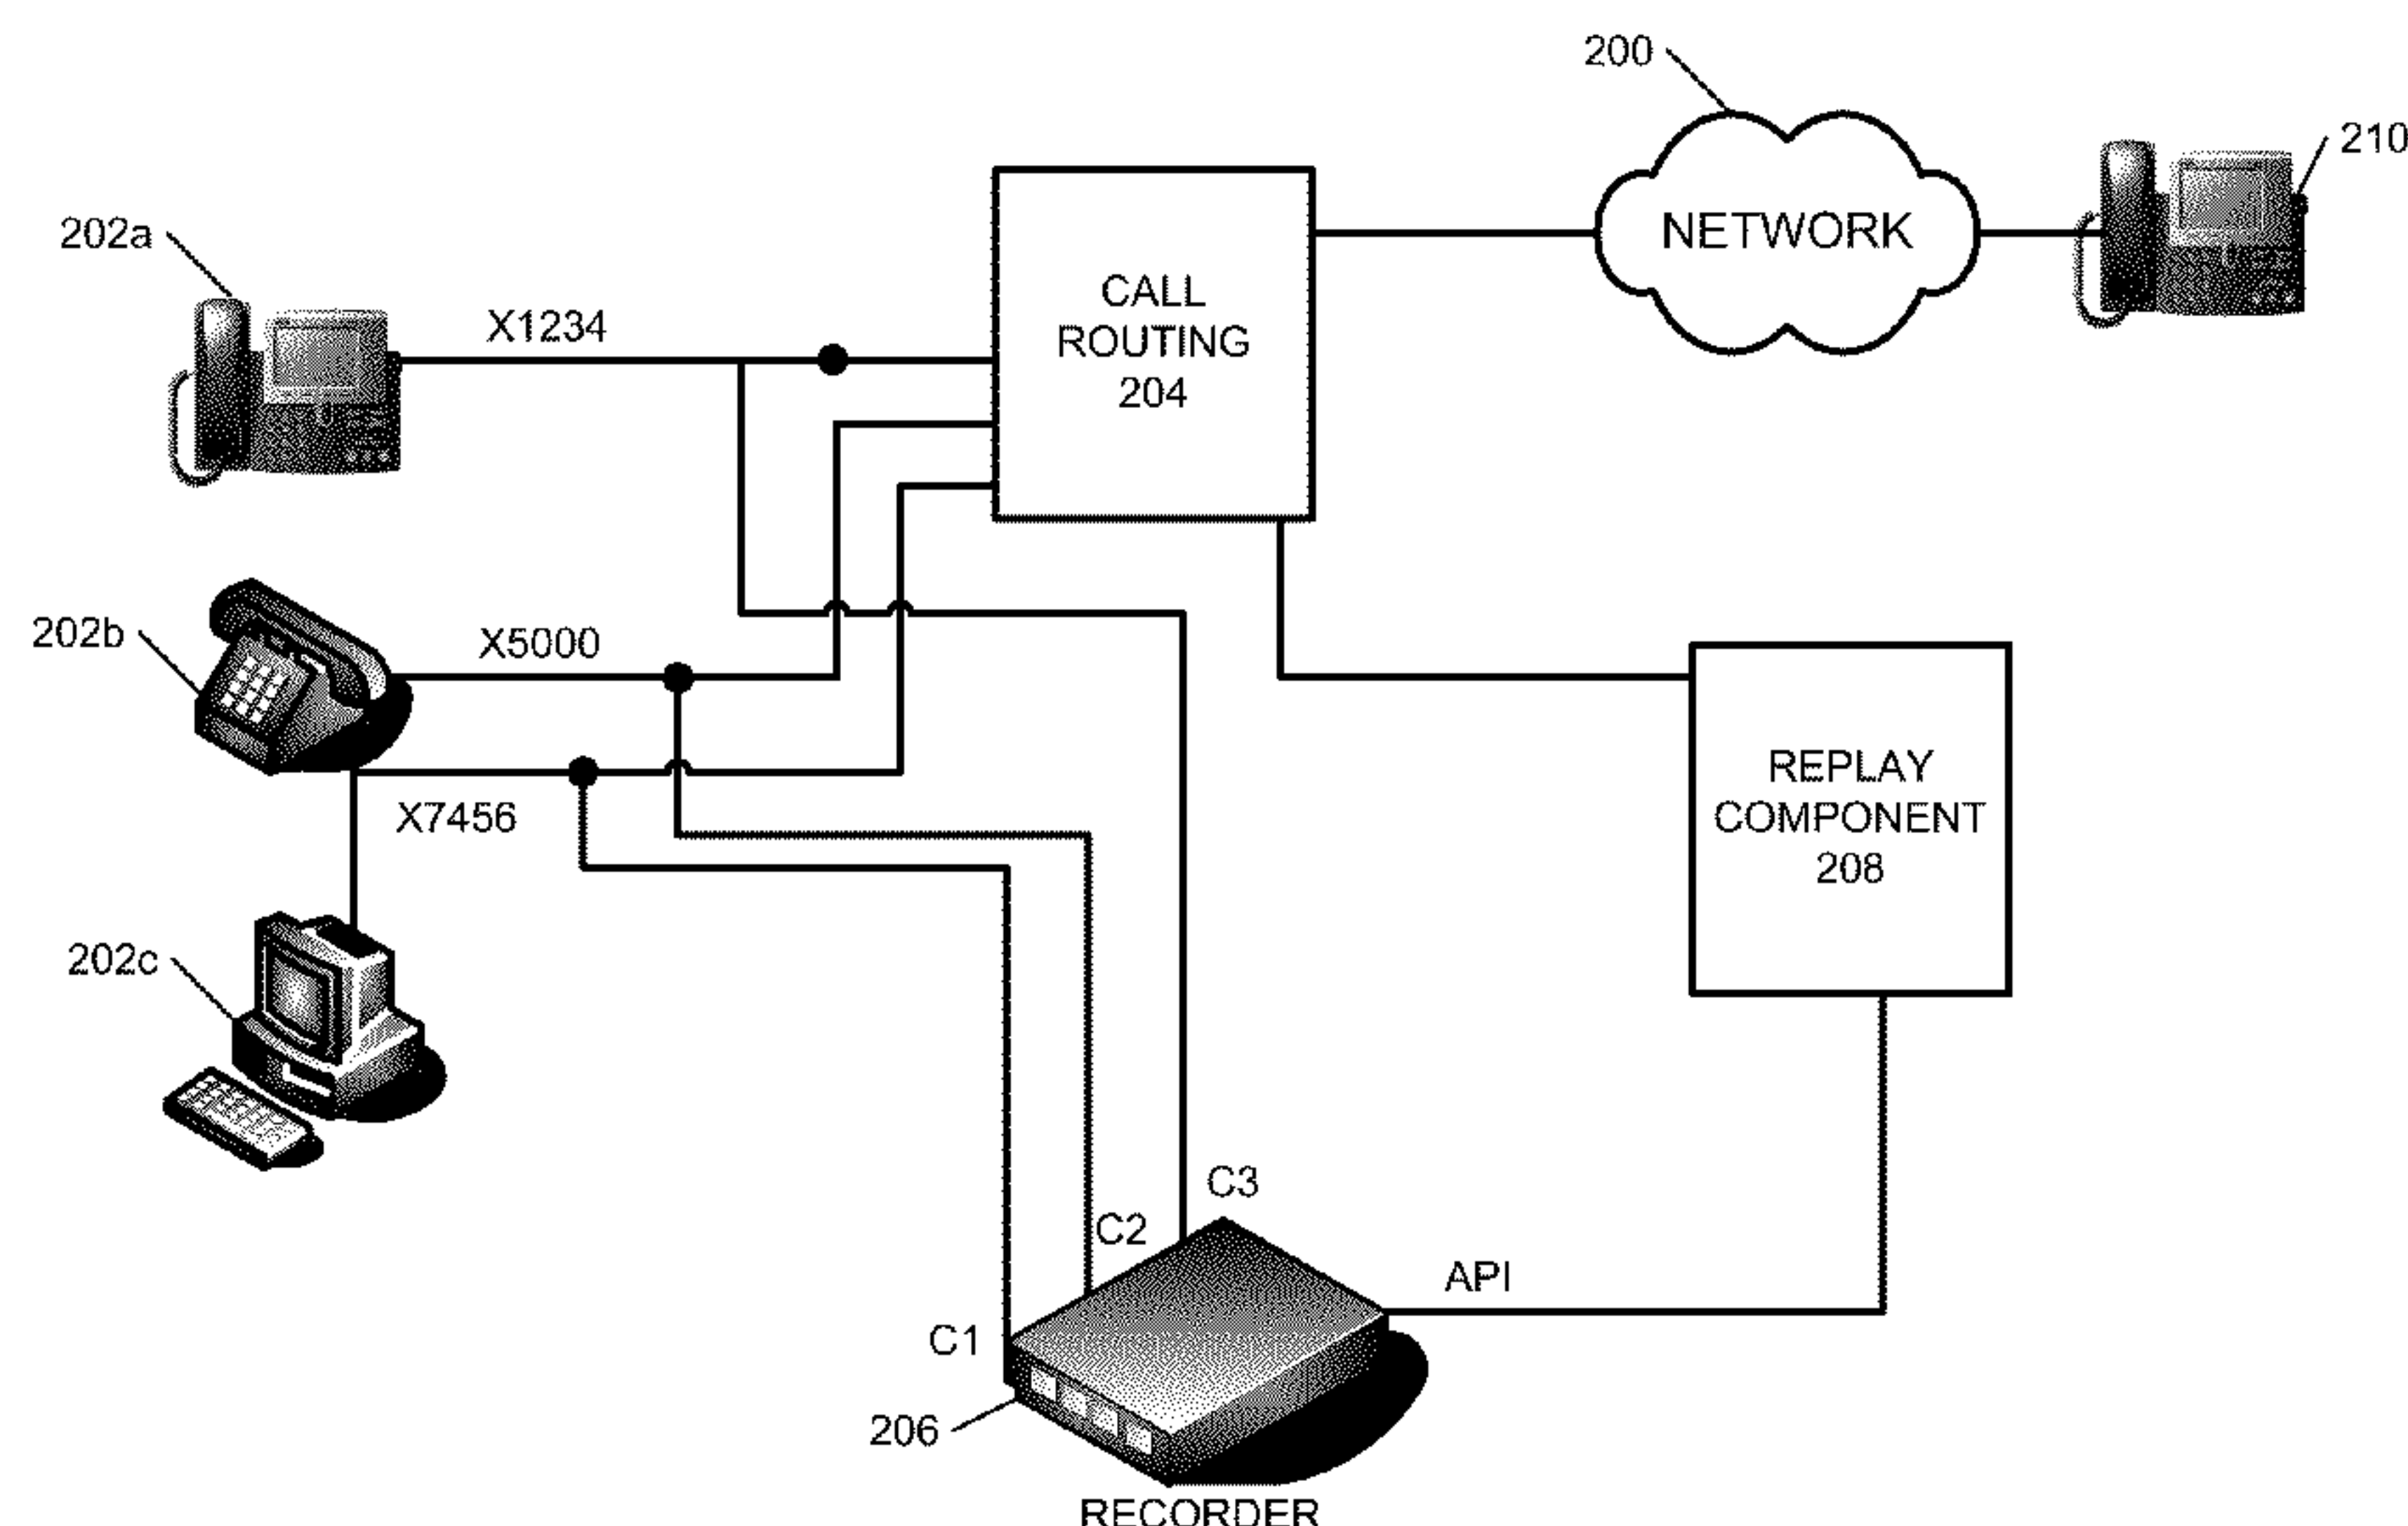 200
210
202a
NETWORK
X1234
CALL
ROUTING
204
202b
X5000
X7456
REPLAY
COMPONENT
208
202c
C3
C2
API
C1
206
RECORDER